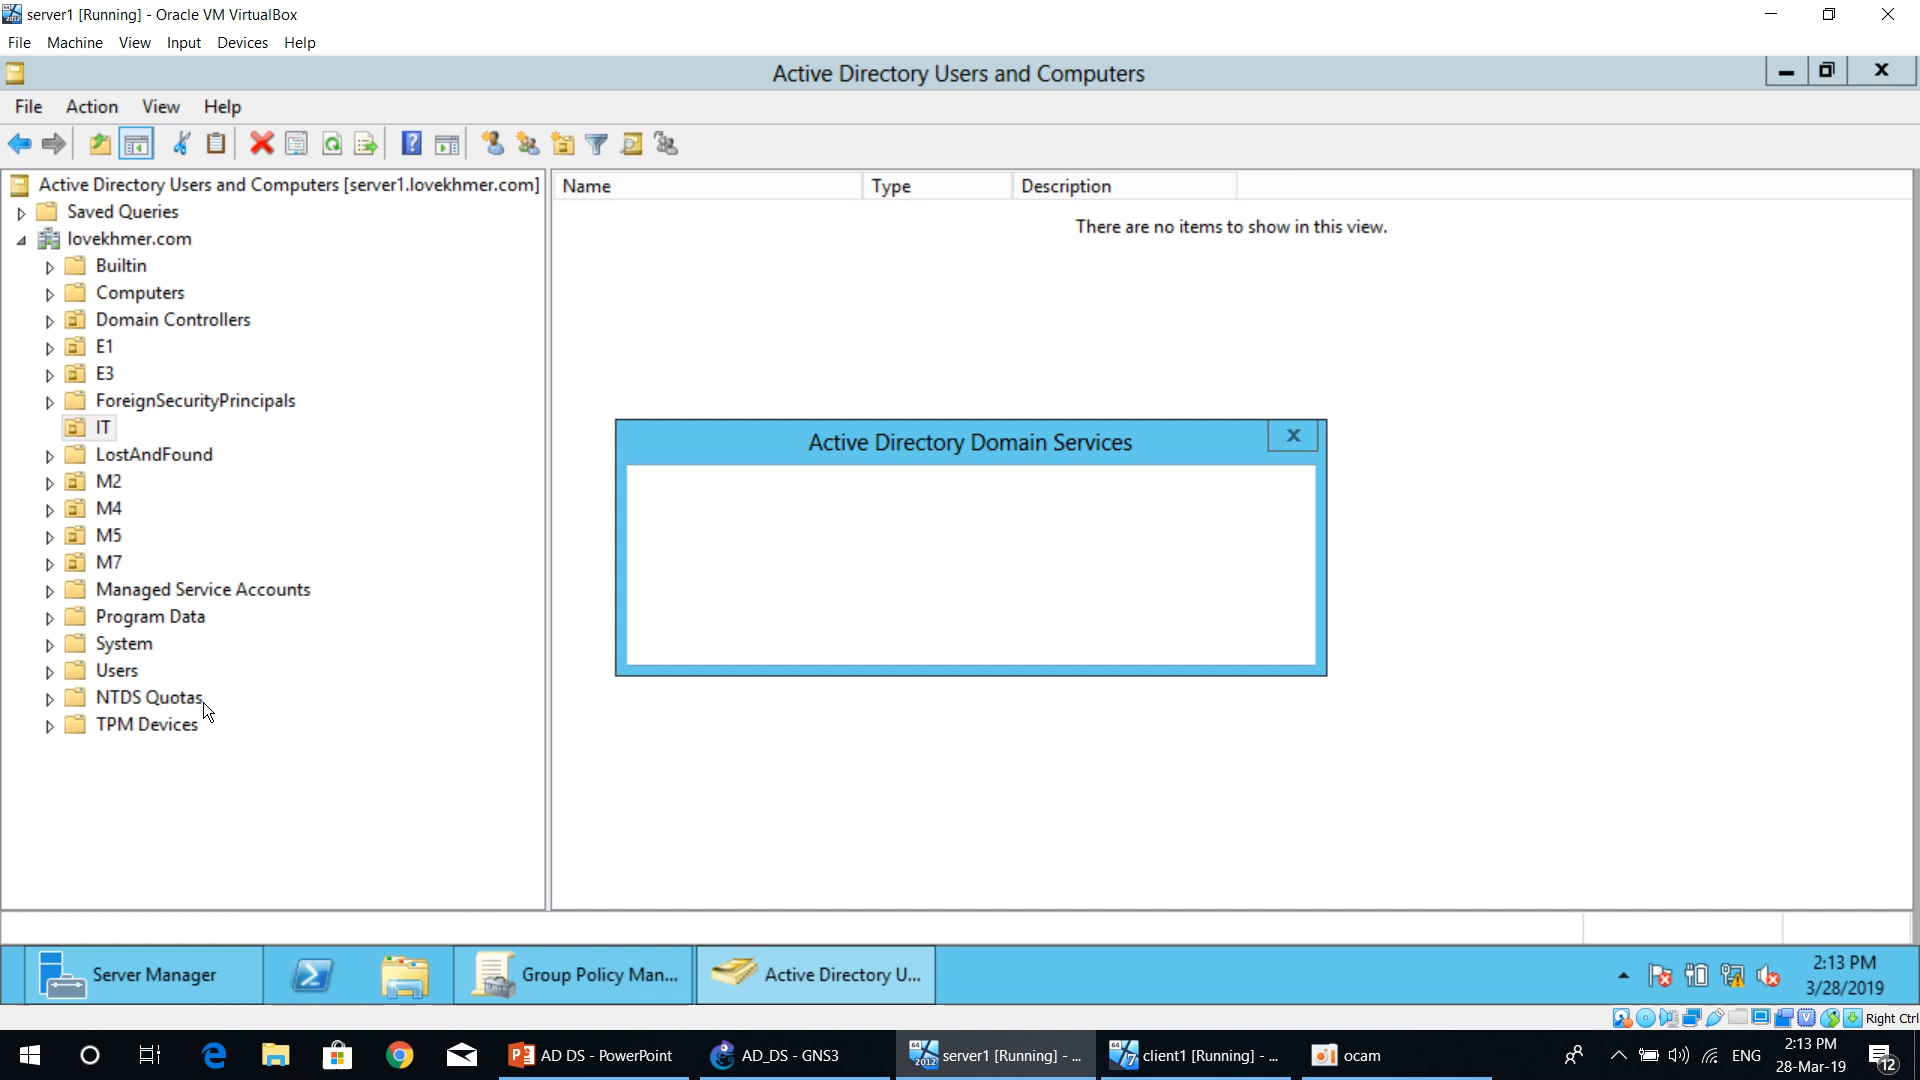 server1 [Running] - Oracle VM VirtualBox
File Machine View Input Devices Help
Active Directory Users and Computers
File Action View Help
Active Directory Users and Computers [server1.lovekhmer.com]
Name Type Description
Saved Queries
There are no items to show in this view.
lovekhmer.com
Builtin
Computers
Domain Controllers
E1
E3
ForeignSecurityPrincipals
IT
LostAndFound
M2
M4
M5
M7
Managed Service Accounts
Program Data
System
Users
NTDS Quotas
TPM Devices
Active Directory Domain Services
Server Manager
Group Policy Man...
Active Directory U...
2:13 PM
3/28/2019
Right Ctrl
AD DS - PowerPoint
AD_DS - GNS3
server1 [Running] - ...
client1 [Running] - ...
ocam
ENG
2:13 PM
28-Mar-19
12